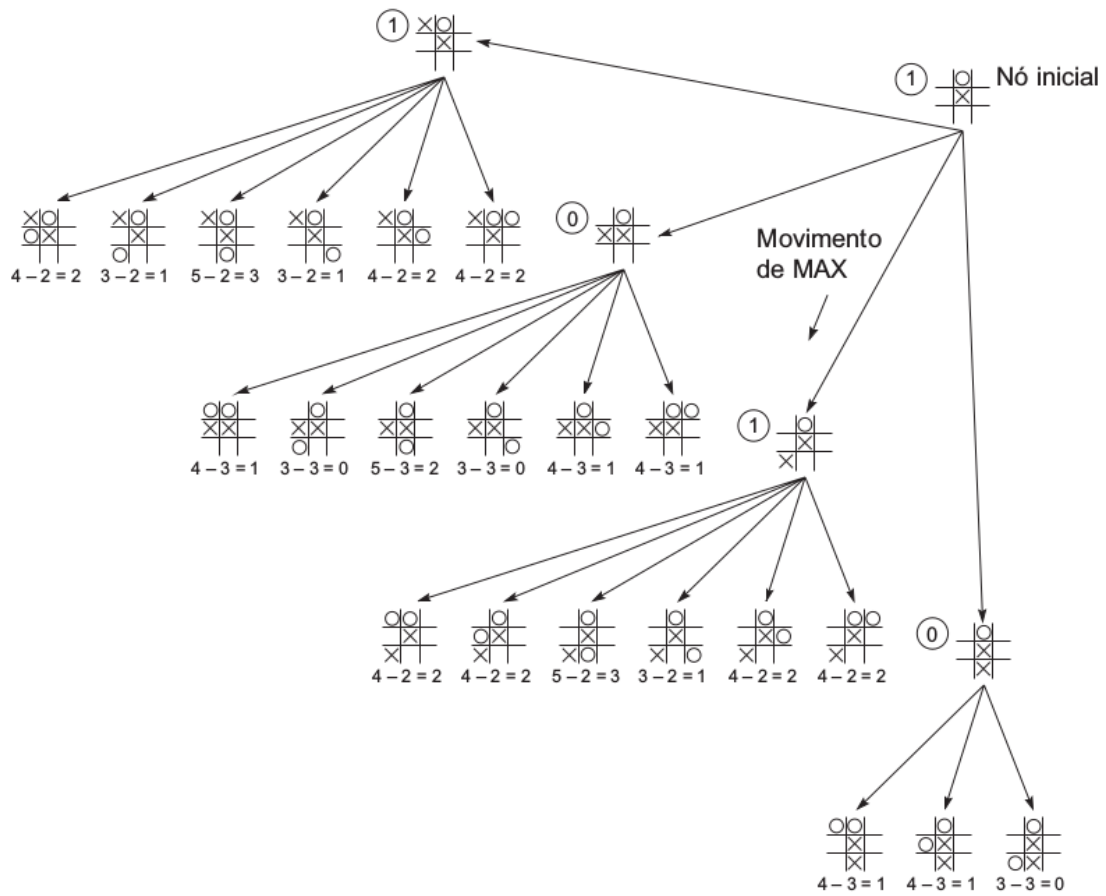 1
1 Nó inicial
4 – 2 = 2 3 – 2 = 1 5 – 2 = 3 3 – 2 = 1 4 – 2 = 2 4 – 2 = 2
0
Movimento
de MAX
4 – 3 = 1 3 – 3 = 0 5 – 3 = 2 3 – 3 = 0 4 – 3 = 1 4 – 3 = 1
1
4 – 2 = 2 4 – 2 = 2 5 – 2 = 3 3 – 2 = 1 4 – 2 = 2 4 – 2 = 2
0
4 – 3 = 1 4 – 3 = 1 3 – 3 = 0